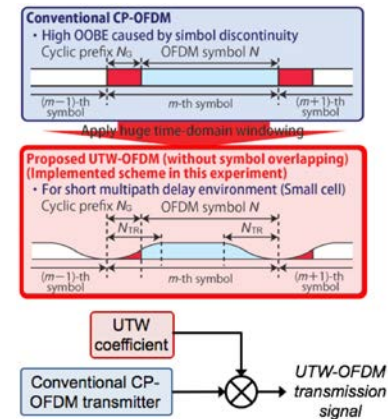 Conventional CP-OFDM
• High OOBE caused by simbol discontinuity
Cyclic prefix NG OFDM symbol N
(m−1)-th symbol
m-th symbol
(m+1)-th symbol
Apply huge time-domain windowing
Proposed UTW-OFDM (without symbol overlapping)
(Implemented scheme in this experiment)
• For short multipath delay environment (Small cell)
Cyclic prefix NG OFDM symbol N
NTR NTR
(m−1)-th symbol
m-th symbol
(m+1)-th symbol
UTW
coefficient
Conventional CP-
OFDM transmitter
UTW-OFDM
transmission
signal